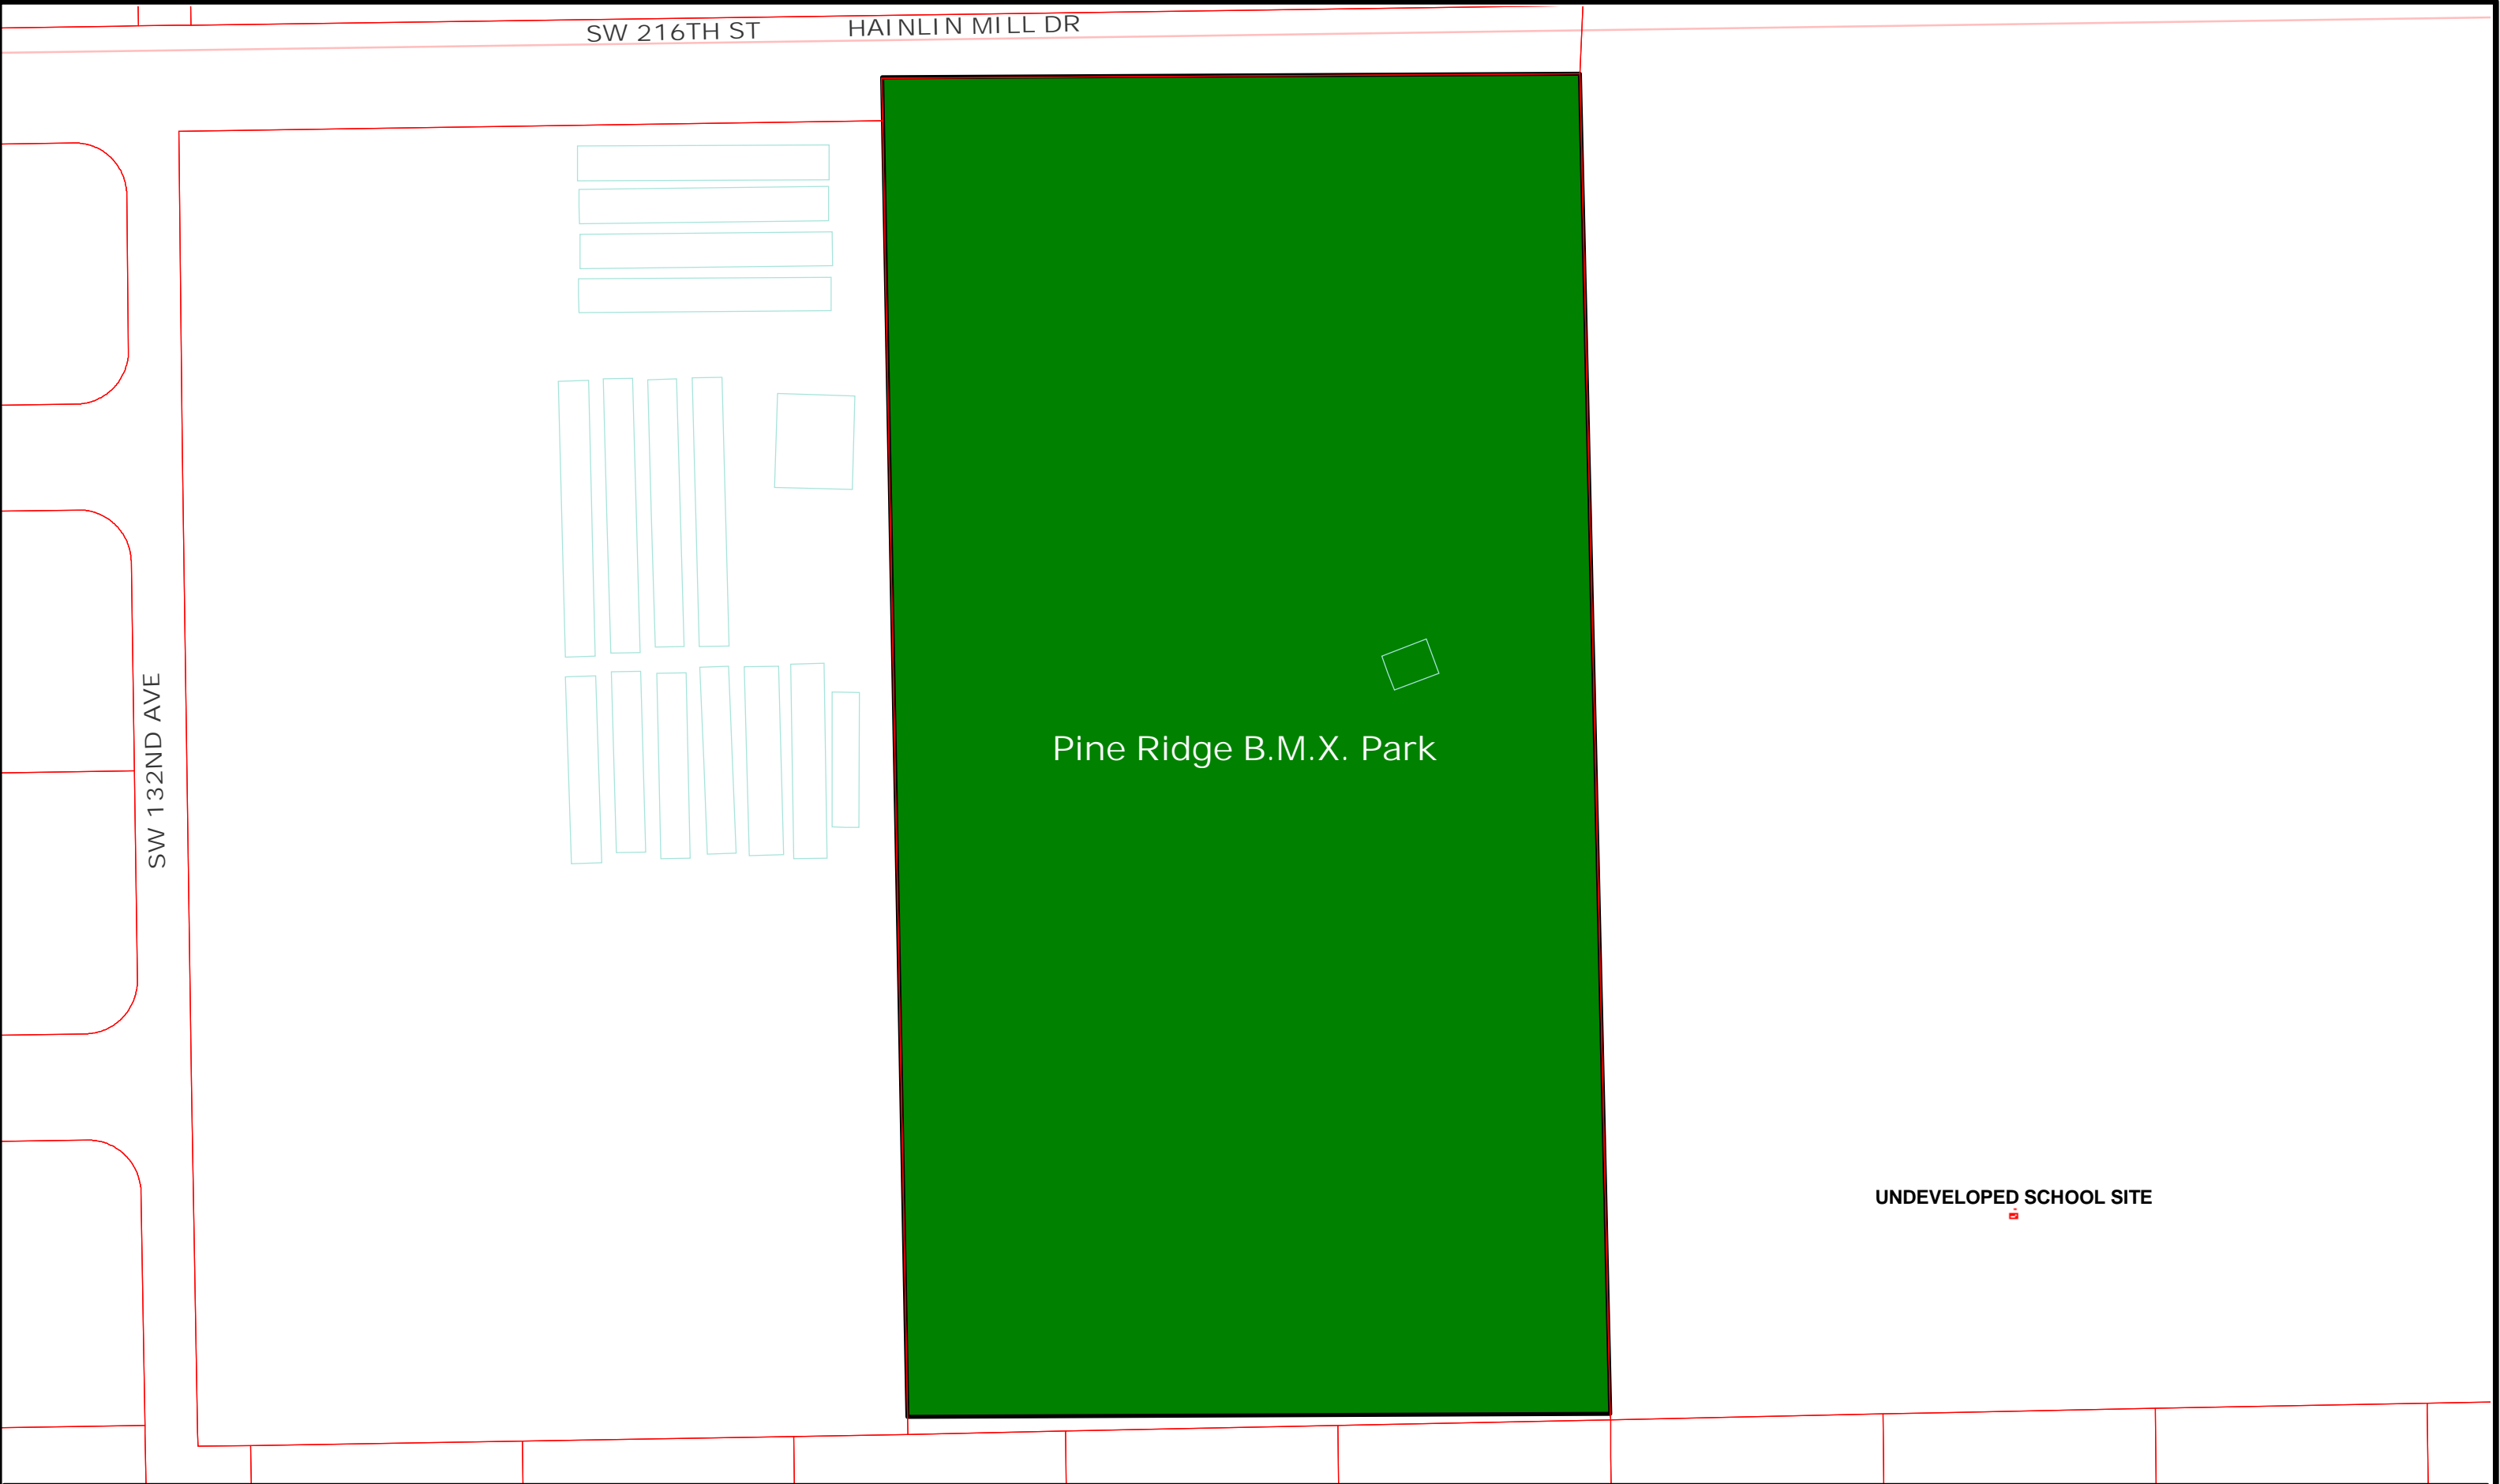 SW 216TH ST
HAINLIN MILL DR
SW 132ND AVE
Pine Ridge B.M.X. Park
UNDEVELOPED SCHOOL SITE